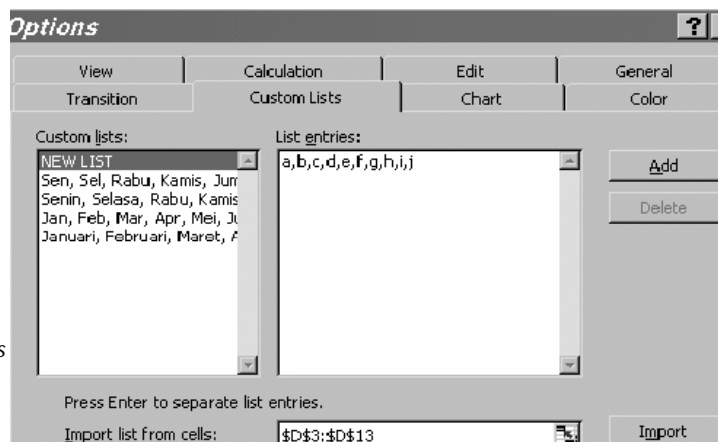 Options ?
View Calculation Edit General
Transition Custom Lists Chart Color
Custom lists: List entries:
NEW LIST a,b,c,d,e,f,g,h,i,j
Add
Sen, Sel, Rabu, Kamis, Jum
Senin, Selasa, Rabu, Kamis
Jan, Feb, Mar, Apr, Mei, Ju
Delete
Januari, Februari, Maret, A
s
Press Enter to separate list entries.
Import list from cells: $D$3:$D$13 Import